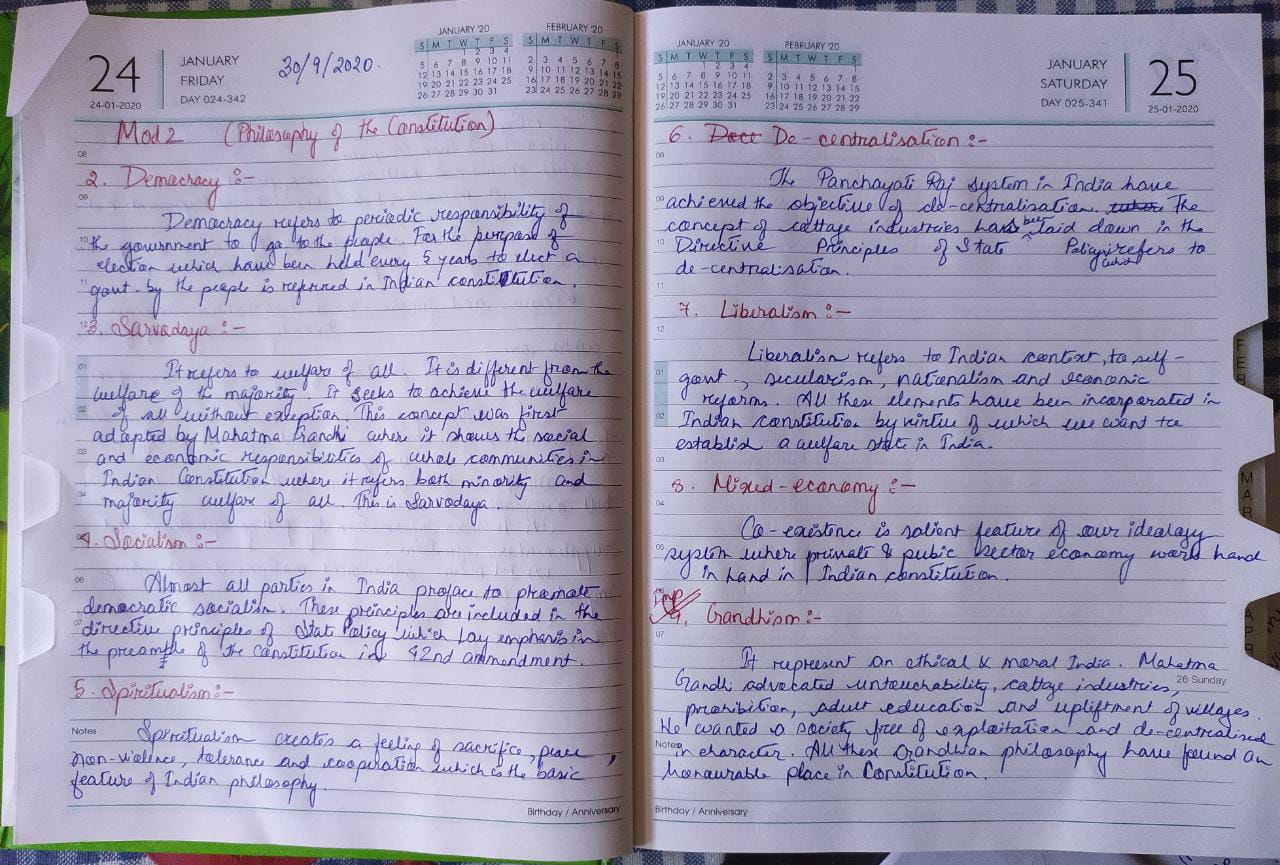 24
JANUARY
FRIDAY
DAY 024-342
24-01-2020
30/9/2020.
JANUARY '20
S M T W T F S
1 2 3 4
5 6 7 8 9 10 11
12 13 14 15 16 17 18
19 20 21 22 23 24 25
26 27 28 29 30 31
FEBRUARY '20
S M T W T F S
1
2 3 4 5 6 7 8
9 10 11 12 13 14 15
16 17 18 19 20 21 22
23 24 25 26 27 28 29
Mod 2 (Philosophy of the Constitution)
08
2. Democracy :-
09
Democracy refers to periodic responsibility of
10 the government to go to the people. For the purpose of
election which have been held every 5 years to elect a
11 govt. by the people is referred in Indian constitution.
12 3. Sarvadaya :-
01 It refers to welfare of all. It is different from the
welfare of the majority. It seeks to achieve the welfare
02 of all without exception. This concept was first
adapted by Mahatma Gandhi where it shows the social
03 and economic responsibilities of whole communities in
Indian Constitution where it refers both minority and
04 majority welfare of all. This is Sarvodaya.
05 4. Socialism :-
06 Almost all parties in India proface to promote
democratic socialism. These principles are included in the
07 directive principles of State Policy which lay emphasis in
the preamble of the constitution in 42nd ammendment.
5. Spiritualism :-
Notes Spiritualism creates a feeling of sacrifice, peace,
non-violence, tolerance and cooperation which is the basic
feature of Indian philosophy.
Birthday / Anniversary
JANUARY '20
S M T W T F S
1 2 3 4
5 6 7 8 9 10 11
12 13 14 15 16 17 18
19 20 21 22 23 24 25
26 27 28 29 30 31
FEBRUARY '20
S M T W T F S
1
2 3 4 5 6 7 8
9 10 11 12 13 14 15
16 17 18 19 20 21 22
23 24 25 26 27 28 29
JANUARY
SATURDAY
DAY 025-341
25
25-01-2020
6. De-centralisation :-
08
The Panchayati Raj system in India have
09 achieved the objective of de-centralisation. The
concept of cottage industries has been laid down in the
10 Directive Principles of State Policy which refers to
de-centralisation.
11
7. Liberalism :-
12
Liberalism refers to Indian context, to self-
01 govt, secularism, nationalism and economic
reforms. All these elements have been incorporated in
02 Indian constitution by virtue of which we want to
establish a welfare state in India.
03
8. Mixed-economy :-
04
Co-existence is salient feature of our idealogy
05 system where private & pubic sector economy work hand
in hand in Indian constitution.
Imp
9. Gandhism :-
07
It represent an ethical & moral India. Mahatma
Gandhi advocated untouchability, cottage industries,
26 Sunday
prohibition, adult education and upliftment of villages.
He wanted a society free of exploitation and de-centralised
Notes in character. All these Gandhian philosophy have found an
honourable place in Constitution.
Birthday / Anniversary
FEB
MAR
APR